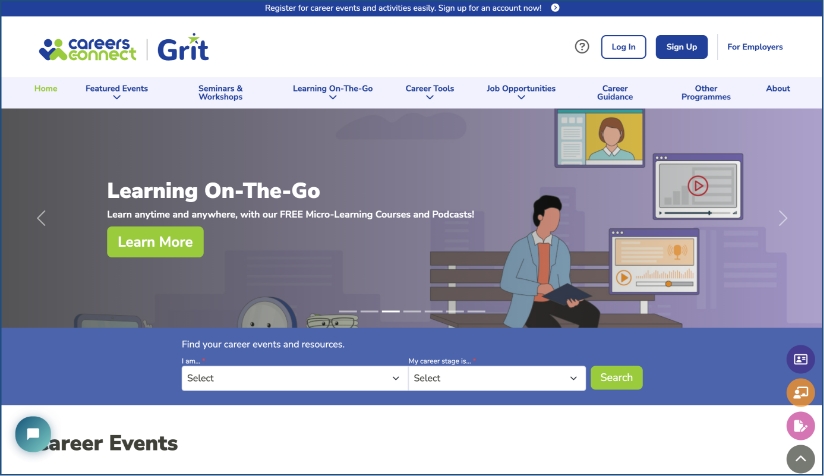 Register for career events and activities easily. Sign up for an account now!
careers connect
Grit
Log In
Sign Up
For Employers
Home
Featured Events
Seminars &
Workshops
Learning On-The-Go
Career Tools
Job Opportunities
Career
Guidance
Other
Programmes
About
Learning On-The-Go
Learn anytime and anywhere, with our FREE Micro-Learning Courses and Podcasts!
Learn More
Find your career events and resources.
I am... *
My career stage is... *
Select
Select
Search
areer Events